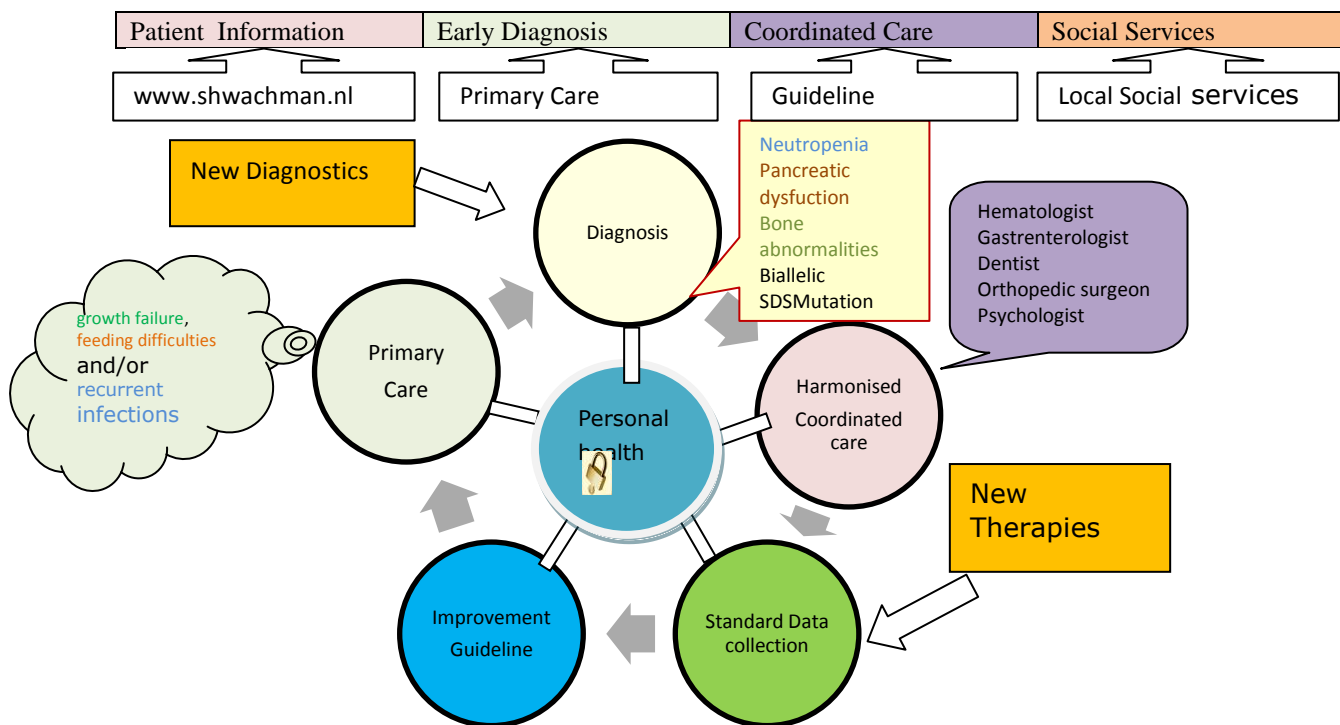 Patient Information
Early Diagnosis
Coordinated Care
Social Services
www.shwachman.nl
Primary Care
Guideline
Local Social services
New Diagnostics
Diagnosis
Neutropenia
Pancreatic
dysfuction
Bone
abnormalities
Biallelic
SDSMutation
Hematologist
Gastrenterologist
Dentist
Orthopedic surgeon
Psychologist
growth failure,
feeding difficulties
and/or
recurrent
infections
Primary
Care
Personal
health
Harmonised
Coordinated
care
New
Therapies
Improvement
Guideline
Standard Data
collection